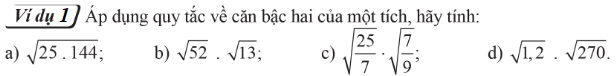 Ví dụ 1 Áp dụng quy tắc về căn bậc hai của một tích, hãy tính:
a) √25 . 144; b) √52 . √13; c) √25/7 · √7/9; d) √1,2 . √270.